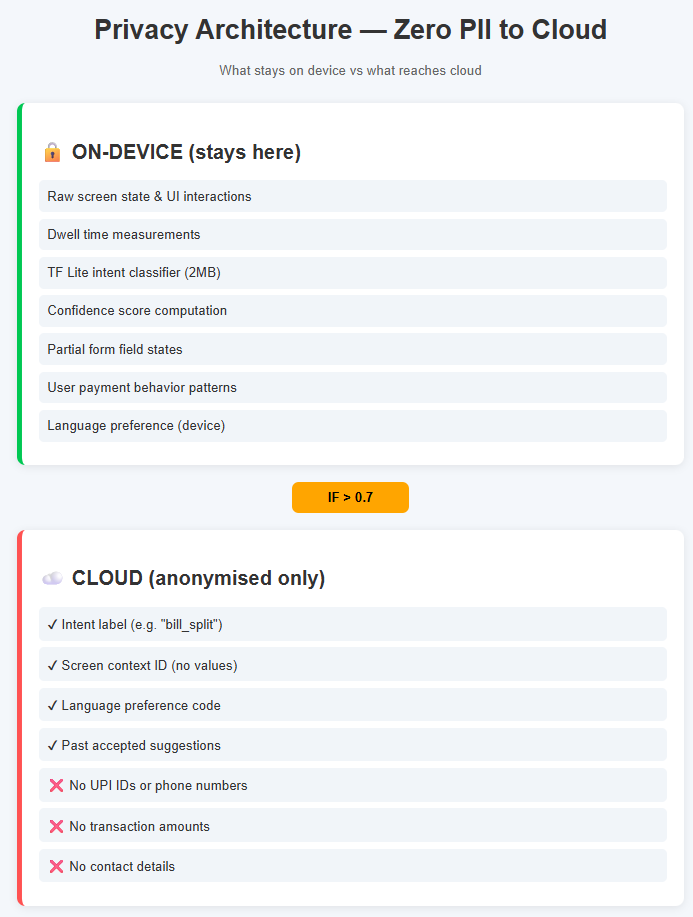 Privacy Architecture — Zero PII to Cloud
What stays on device vs what reaches cloud
🔒 ON-DEVICE (stays here)
Raw screen state & UI interactions
Dwell time measurements
TF Lite intent classifier (2MB)
Confidence score computation
Partial form field states
User payment behavior patterns
Language preference (device)
IF > 0.7
☁️ CLOUD (anonymised only)
✓ Intent label (e.g. "bill_split")
✓ Screen context ID (no values)
✓ Language preference code
✓ Past accepted suggestions
❌ No UPI IDs or phone numbers
❌ No transaction amounts
❌ No contact details